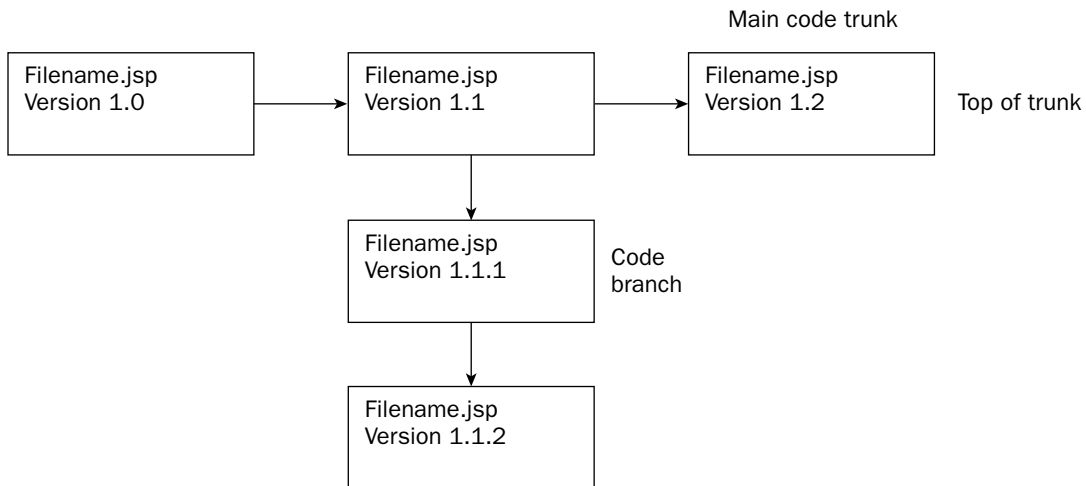 Main code trunk
Filename.jsp
Version 1.0
Filename.jsp
Version 1.1
Filename.jsp
Version 1.2
Top of trunk
Filename.jsp
Version 1.1.1
Code
branch
Filename.jsp
Version 1.1.2